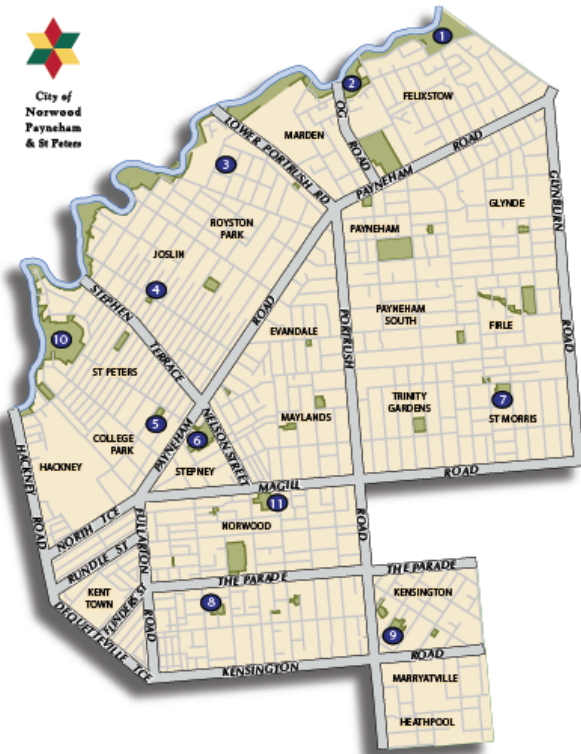 City of
Norwood
Payneham
& St Peters
1
2
FELIXSTOW
OG
ROAD
MARDEN
LOWER PORTRUSH RD
3
PAYNEHAM
ROAD
GLYNBURN
ROAD
GLYNDE
ROYSTON
PARK
PAYNEHAM
JOSLIN
4
STEPHEN
TERRACE
ROAD
PORTRUSH
ROAD
EVANDALE
PAYNEHAM
SOUTH
FIRLE
10
ST PETERS
TRINITY
GARDENS
7
ST MORRIS
MAYLANDS
5
6
NELSON STREET
COLLEGE
PARK
PAYNEHAM
STEPNEY
HACKNEY
HACKNEY
ROAD
MAGILL
ROAD
11
NORTH TCE
FULLARTON
ROAD
NORWOOD
RUNDLE ST
THE PARADE
THE PARADE
KENT
TOWN
FLINDERS ST
DEQUETTEVILLE TCE
8
KENSINGTON
9
KENSINGTON
ROAD
MARRYATVILLE
HEATHPOOL